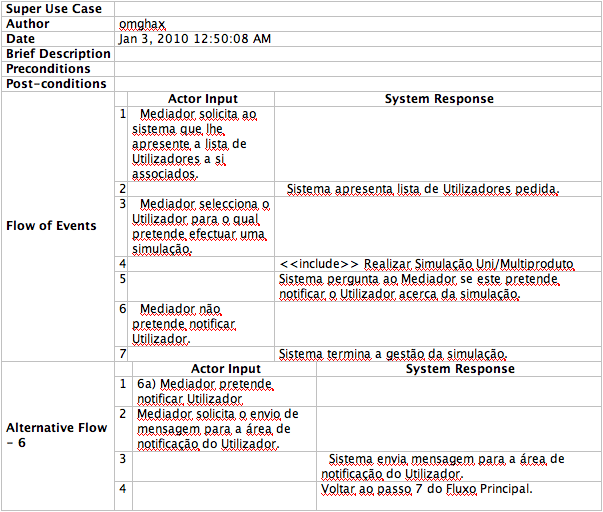 Super Use Case
Author omghax
Date Jan 3, 2010 12:50:08 AM
Brief Description
Preconditions
Post-conditions
Flow of Events
Actor Input System Response
1 Mediador solicita ao
sistema que lhe
apresente a lista de
Utilizadores a si
associados.
2 Sistema apresenta lista de Utilizadores pedida.
3 Mediador selecciona o
Utilizador para o qual
pretende efectuar uma
simulação.
4 <<include>> Realizar Simulação Uni/Multiproduto
5 Sistema pergunta ao Mediador se este pretende
notificar o Utilizador acerca da simulação.
6 Mediador não
pretende notificar
Utilizador.
7 Sistema termina a gestão da simulação.
Alternative Flow
- 6
Actor Input System Response
1 6a) Mediador pretende
notificar Utilizador
2 Mediador solicita o envio de
mensagem para a área de
notificação do Utilizador.
3 Sistema envia mensagem para a área de
notificação do Utilizador.
4 Voltar ao passo 7 do Fluxo Principal.